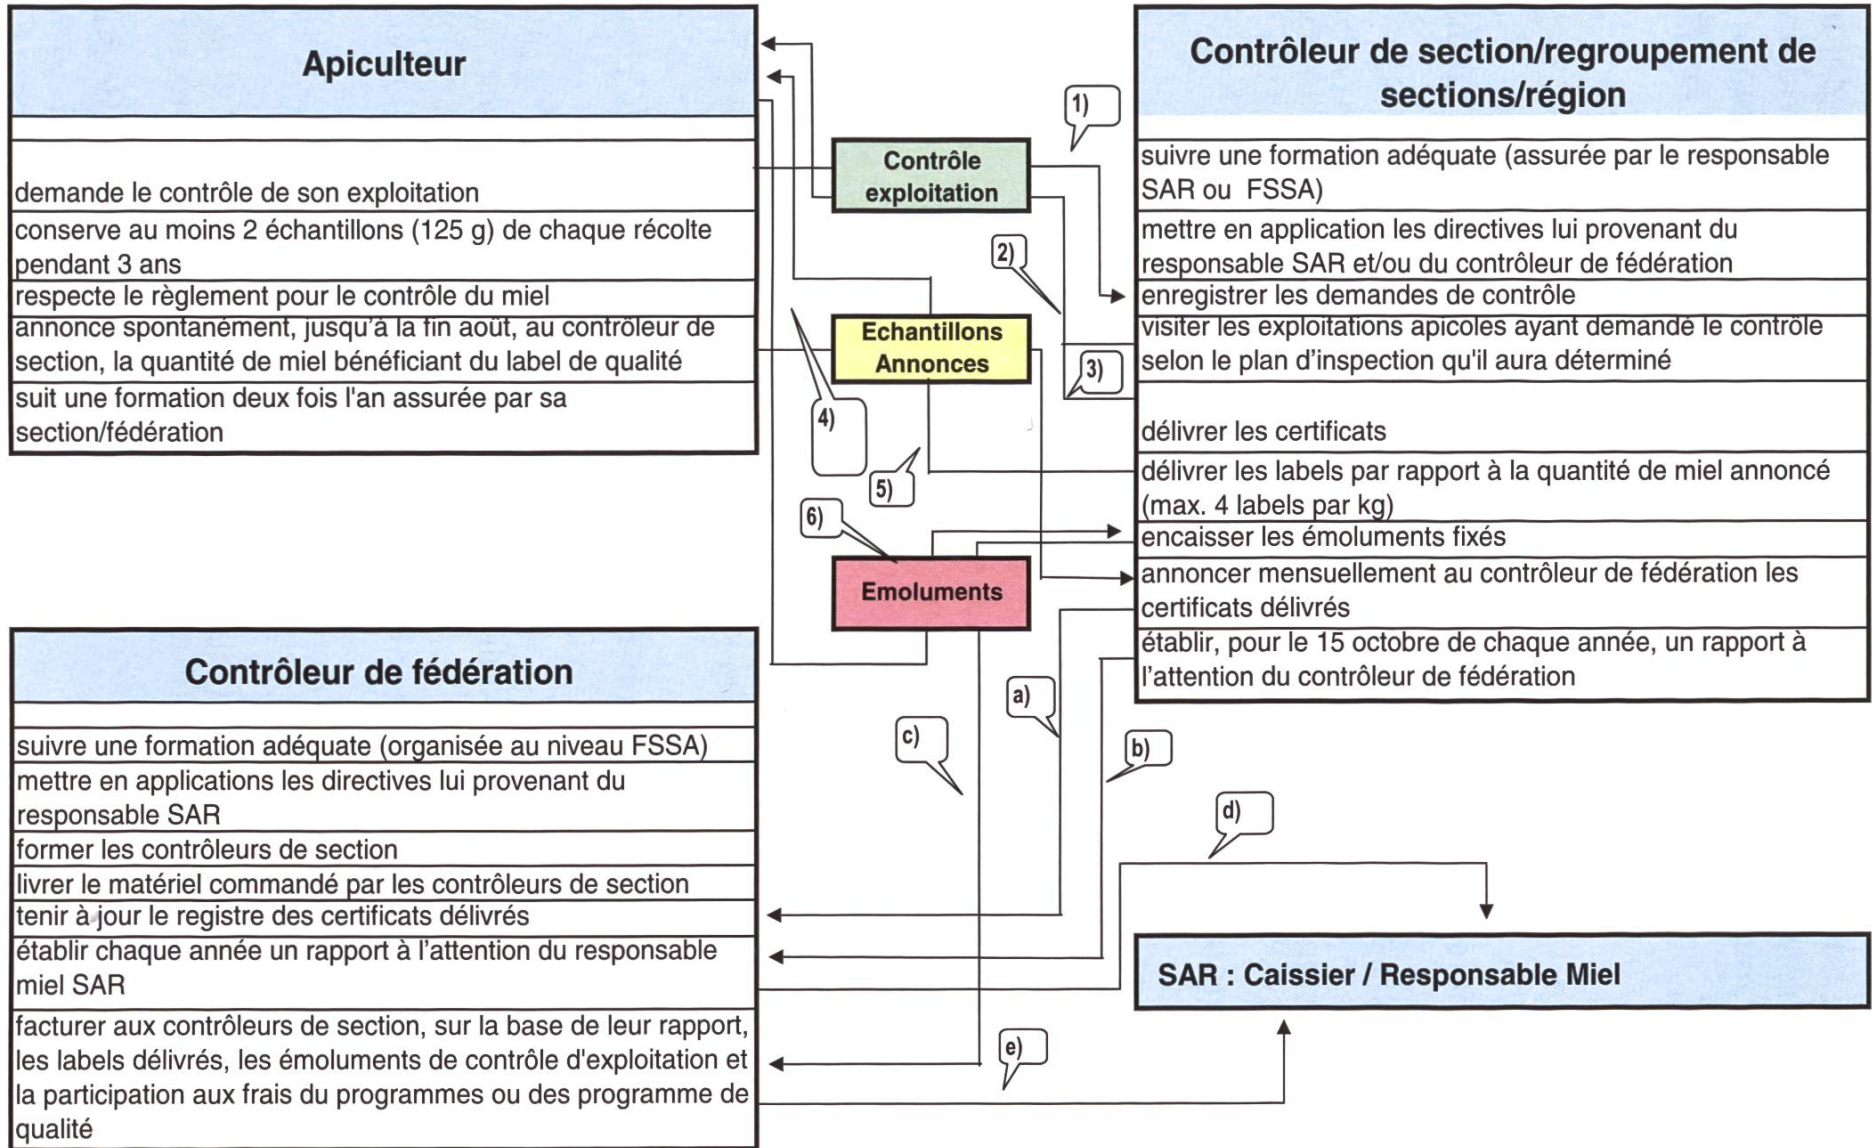 Apiculteur
demande le contrôle de son exploitation
conserve au moins 2 échantillons (125 g) de chaque récolte
pendant 3 ans
respecte le règlement pour le contrôle du miel
annonce spontanément, jusqu'à la fin août, au contrôleur de
section, la quantité de miel bénéficiant du label de qualité
suit une formation deux fois l'an assurée par sa
section/fédération
Contrôle
exploitation
Echantillons
Annonces
Emoluments
1)
2)
3)
4)
5)
6)
Contrôleur de section/regroupement de
sections/région
suivre une formation adéquate (assurée par le responsable
SAR ou FSSA)
mettre en application les directives lui provenant du
responsable SAR et/ou du contrôleur de fédération
enregistrer les demandes de contrôle
visiter les exploitations apicoles ayant demandé le contrôle
selon le plan d'inspection qu'il aura déterminé
délivrer les certificats
délivrer les labels par rapport à la quantité de miel annoncé
(max. 4 labels par kg)
encaisser les émoluments fixés
annoncer mensuellement au contrôleur de fédération les
certificats délivrés
établir, pour le 15 octobre de chaque année, un rapport à
l'attention du contrôleur de fédération
Contrôleur de fédération
suivre une formation adéquate (organisée au niveau FSSA)
mettre en applications les directives lui provenant du
responsable SAR
former les contrôleurs de section
livrer le matériel commandé par les contrôleurs de section
tenir à jour le registre des certificats délivrés
établir chaque année un rapport à l'attention du responsable
miel SAR
facturer aux contrôleurs de section, sur la base de leur rapport,
les labels délivrés, les émoluments de contrôle d'exploitation et
la participation aux frais du programmes ou des programme de
qualité
a)
b)
c)
d)
e)
SAR : Caissier / Responsable Miel